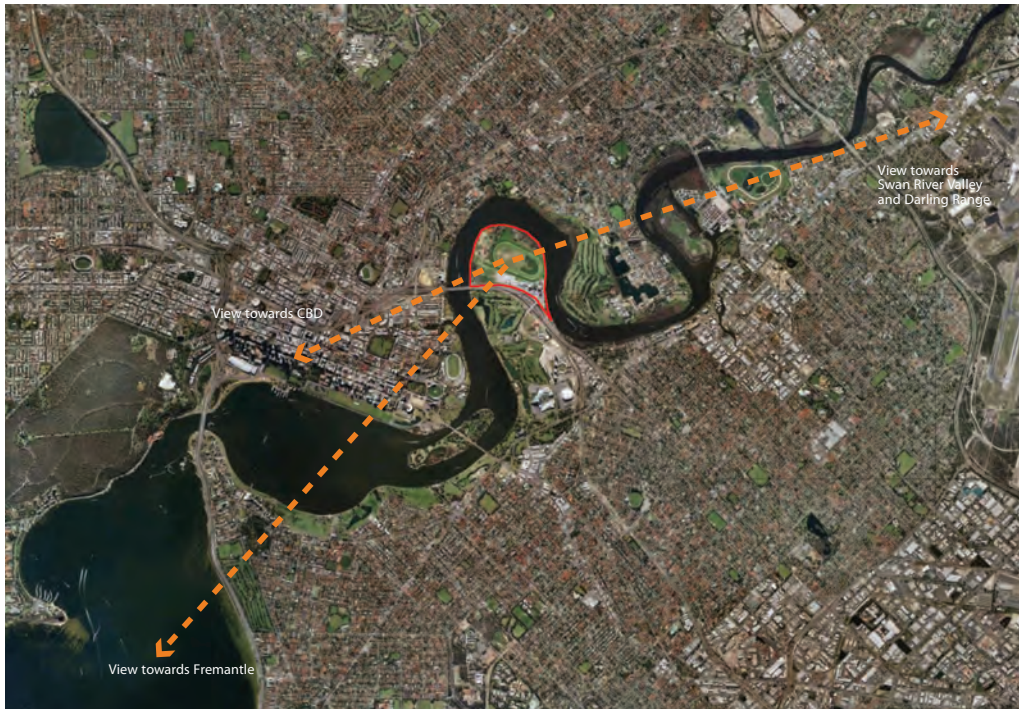 View towards
Swan River Valley
and Darling Range
View towards CBD
View towards Fremantle